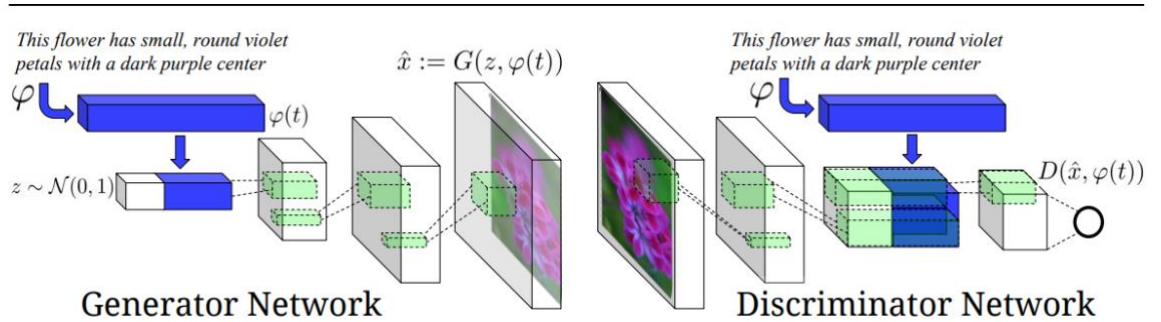 This flower has small, round violet
petals with a dark purple center
φ
φ(t)
z ∼ 𝒩(0, 1)
x̂ := G(z, φ(t))
Generator Network
This flower has small, round violet
petals with a dark purple center
φ
D(x̂, φ(t))
Discriminator Network